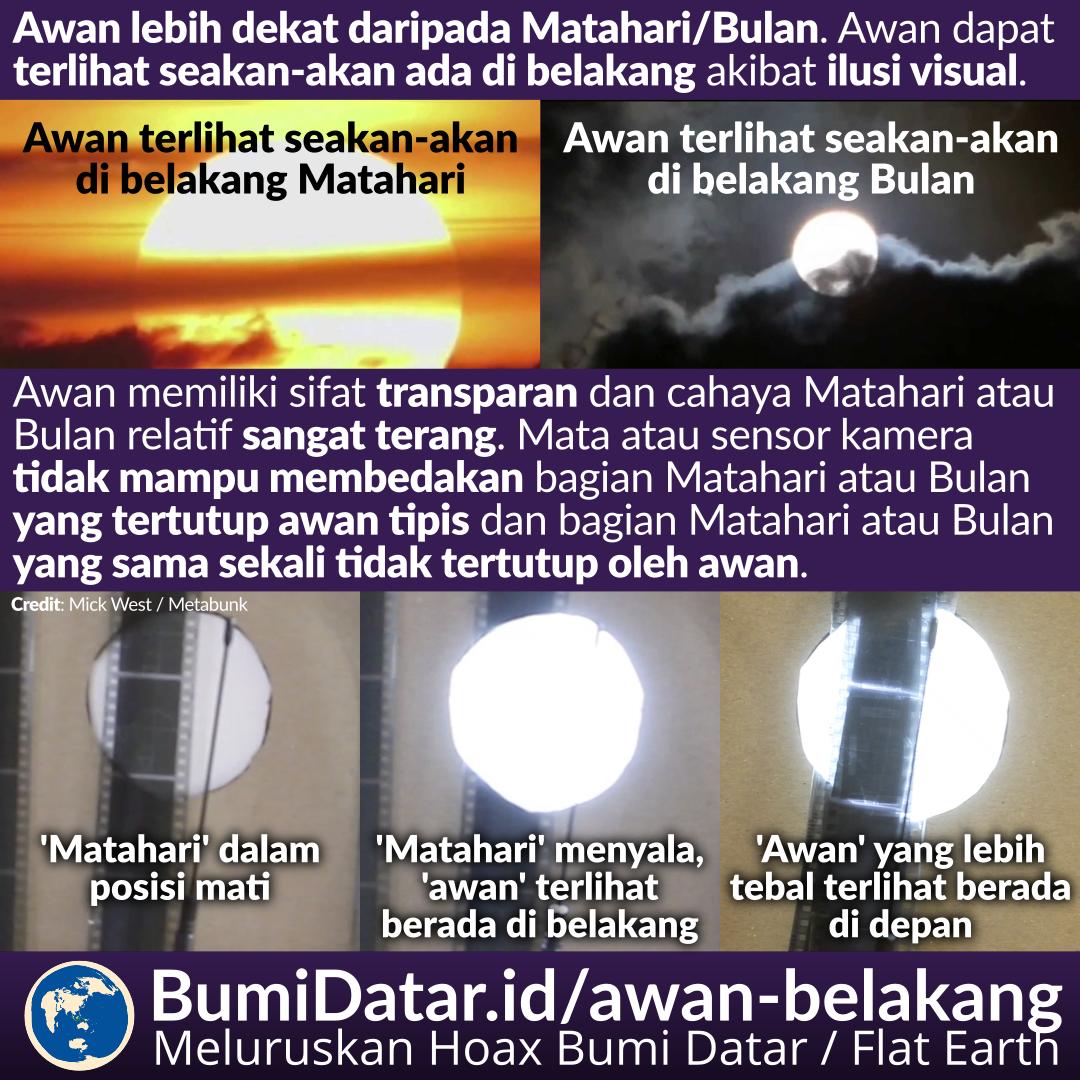 Awan lebih dekat daripada Matahari/Bulan. Awan dapat
terlihat seakan-akan ada di belakang akibat ilusi visual.
Awan terlihat seakan-akan
di belakang Matahari
Awan terlihat seakan-akan
di belakang Bulan
Awan memiliki sifat transparan dan cahaya Matahari atau
Bulan relatif sangat terang. Mata atau sensor kamera
tidak mampu membedakan bagian Matahari atau Bulan
yang tertutup awan tipis dan bagian Matahari atau Bulan
yang sama sekali tidak tertutup oleh awan.
Credit: Mick West / Metabunk
'Matahari' dalam
posisi mati
'Matahari' menyala,
'awan' terlihat
berada di belakang
'Awan' yang lebih
tebal terlihat berada
di depan
BumiDatar.id/awan-belakang
Meluruskan Hoax Bumi Datar / Flat Earth